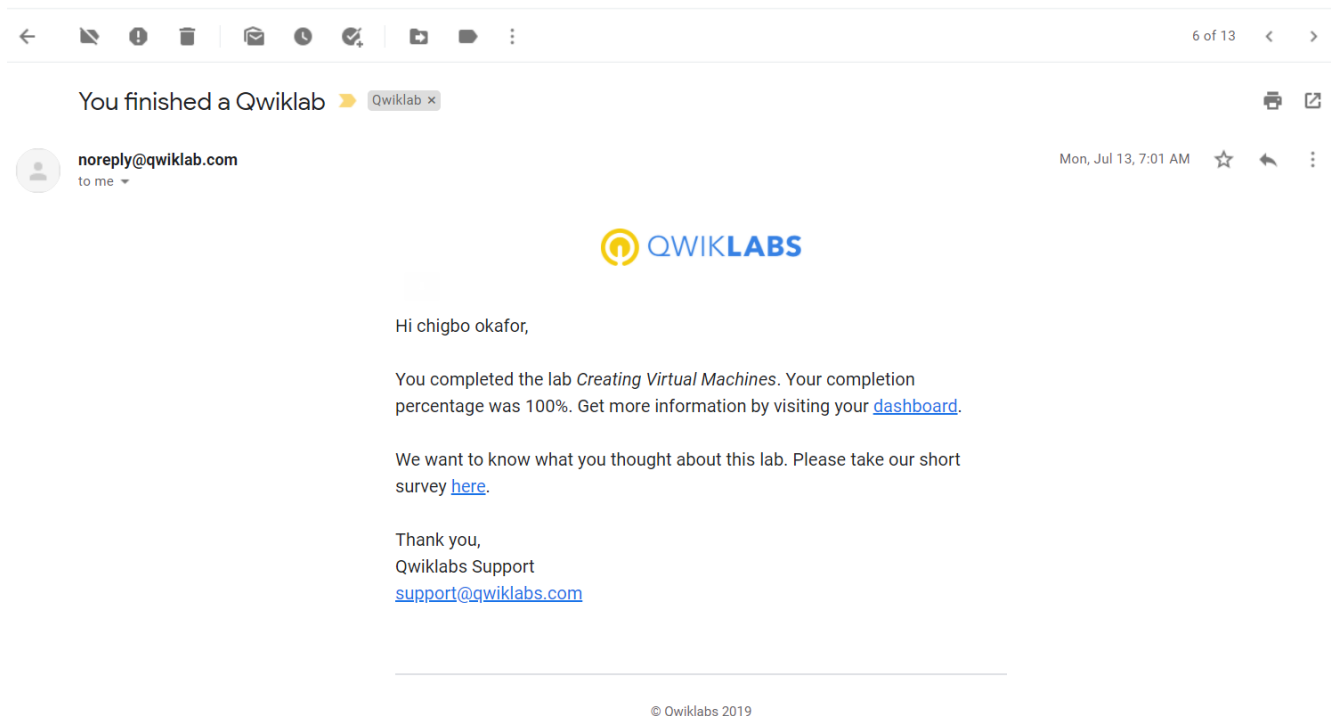 6 of 13
You finished a Qwiklab
Qwiklab ×
noreply@qwiklab.com
Mon, Jul 13, 7:01 AM
to me
QWIKLABS
Hi chigbo okafor,
You completed the lab Creating Virtual Machines. Your completion
percentage was 100%. Get more information by visiting your dashboard.
We want to know what you thought about this lab. Please take our short
survey here.
Thank you,
Qwiklabs Support
support@qwiklabs.com
© Qwiklabs 2019